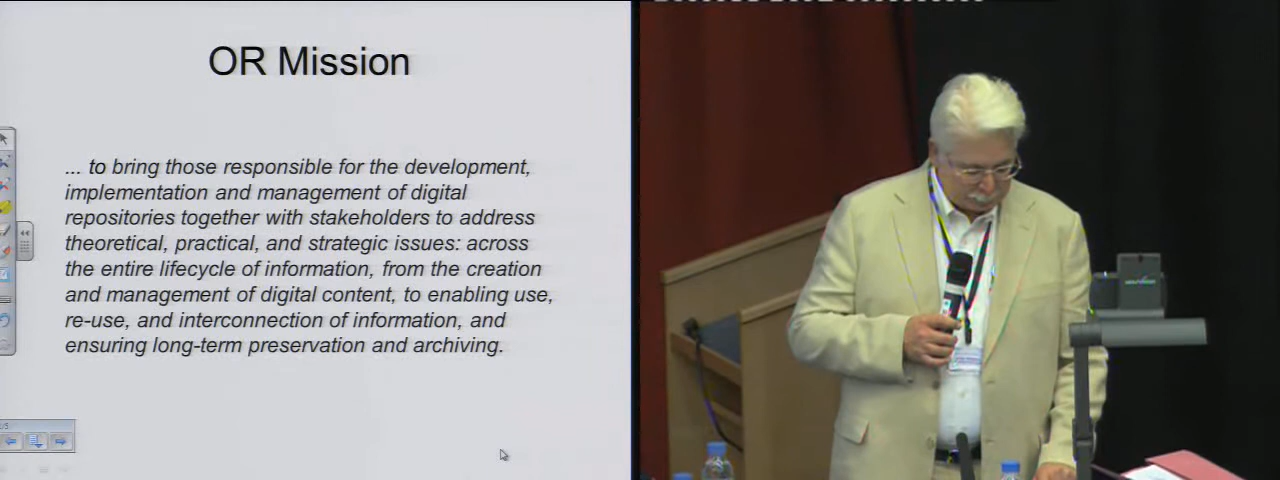 OR Mission
... to bring those responsible for the development,
implementation and management of digital
repositories together with stakeholders to address
theoretical, practical, and strategic issues: across
the entire lifecycle of information, from the creation
and management of digital content, to enabling use,
re-use, and interconnection of information, and
ensuring long-term preservation and archiving.